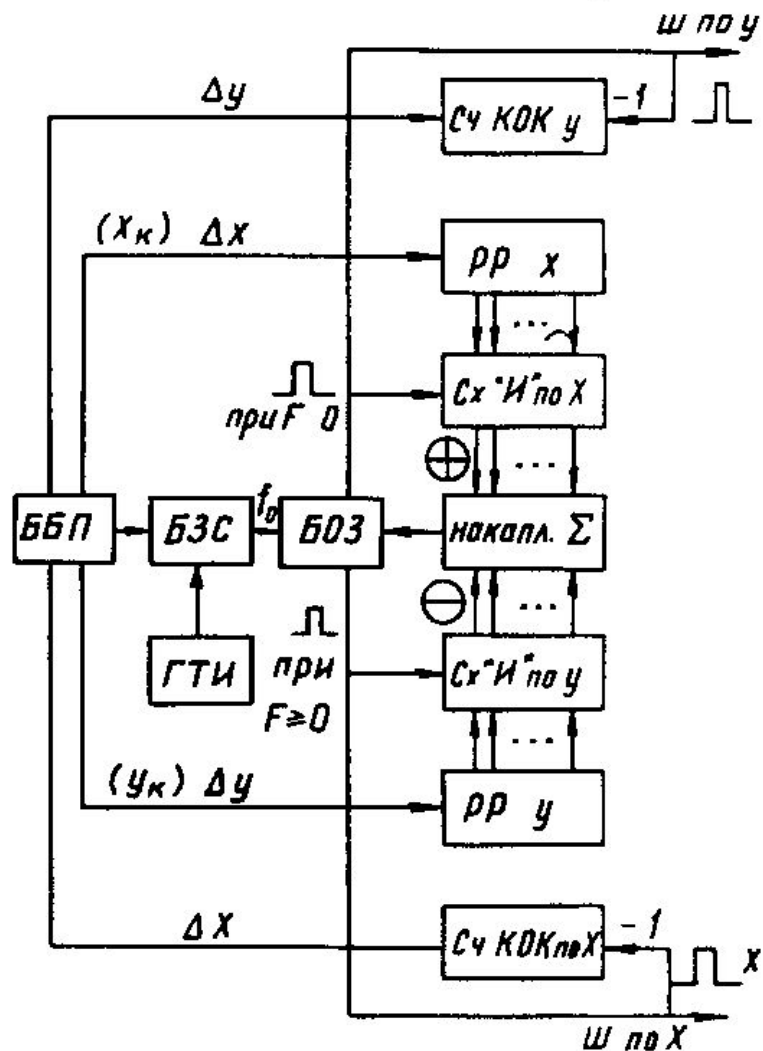 Ш по у
Δy
Сч КОК у
-1
(Xк) ΔX
РР X
...
при F 0
Сх "И" по X
+
...
ББП
БЗС
f₀
БОЗ
накапл. Σ
−
...
ГТИ
при
F≥0
Сх "И" по у
...
(Yк) Δy
РР у
ΔX
Сч КОК по X
-1
X
Ш по X